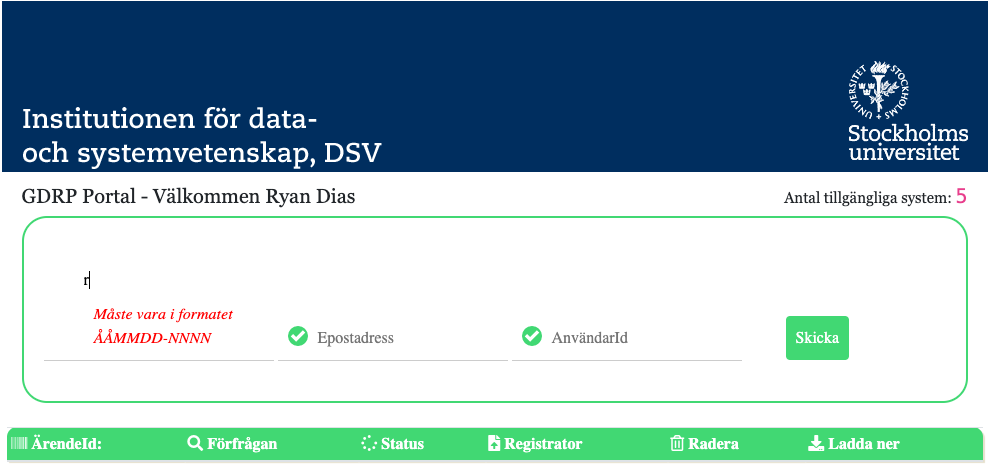 Institutionen för data-
och systemvetenskap, DSV
STOCKHOLMS UNIVERSITET
Stockholms
universitet
GDRP Portal - Välkommen Ryan Dias
Antal tillgängliga system: 5
r
Måste vara i formatet
ÅÅMMDD-NNNN
Epostadress
AnvändarId
Skicka
ÄrendeId:
Förfrågan
Status
Registrator
Radera
Ladda ner